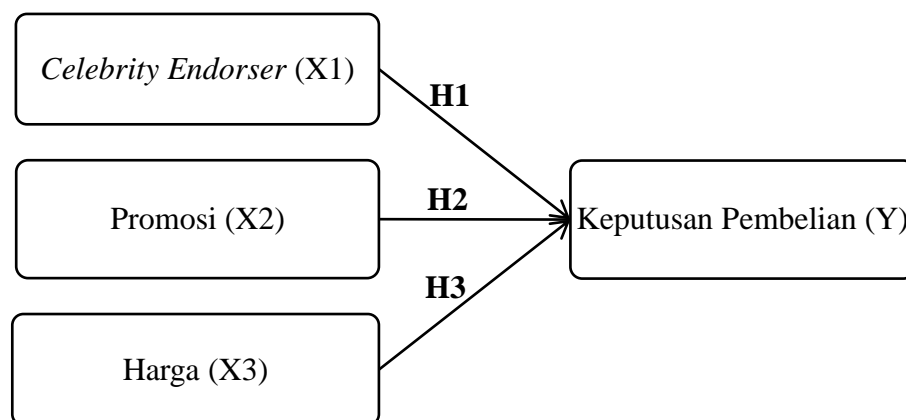 Celebrity Endorser (X1)
H1
Promosi (X2)
H2
Keputusan Pembelian (Y)
H3
Harga (X3)